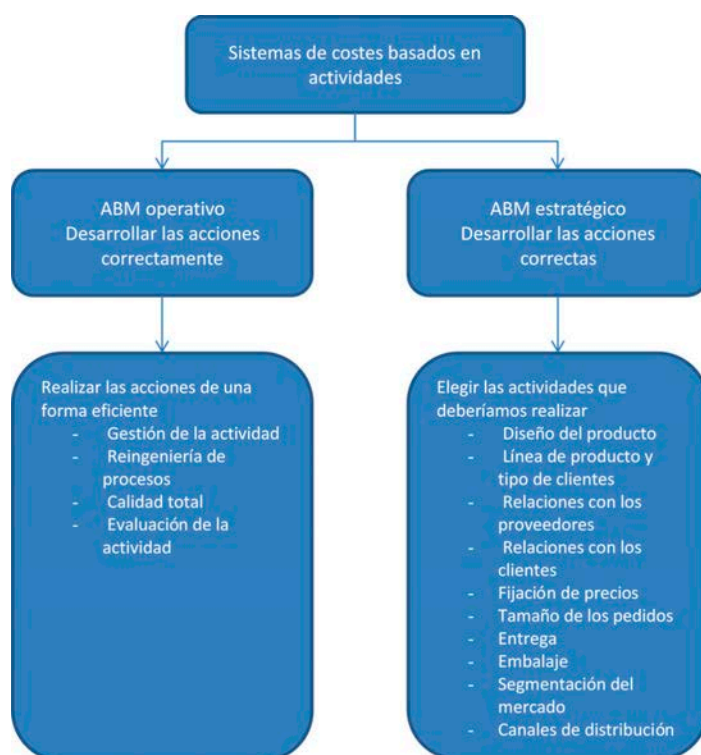 Sistemas de costes basados en
actividades
ABM operativo
Desarrollar las acciones
correctamente
ABM estratégico
Desarrollar las acciones
correctas
Realizar las acciones de una
forma eficiente
- Gestión de la actividad
- Reingeniería de
procesos
- Calidad total
- Evaluación de la
actividad
Elegir las actividades que
deberíamos realizar
- Diseño del producto
- Línea de producto y
tipo de clientes
- Relaciones con los
proveedores
- Relaciones con los
clientes
- Fijación de precios
- Tamaño de los pedidos
- Entrega
- Embalaje
- Segmentación del
mercado
- Canales de distribución